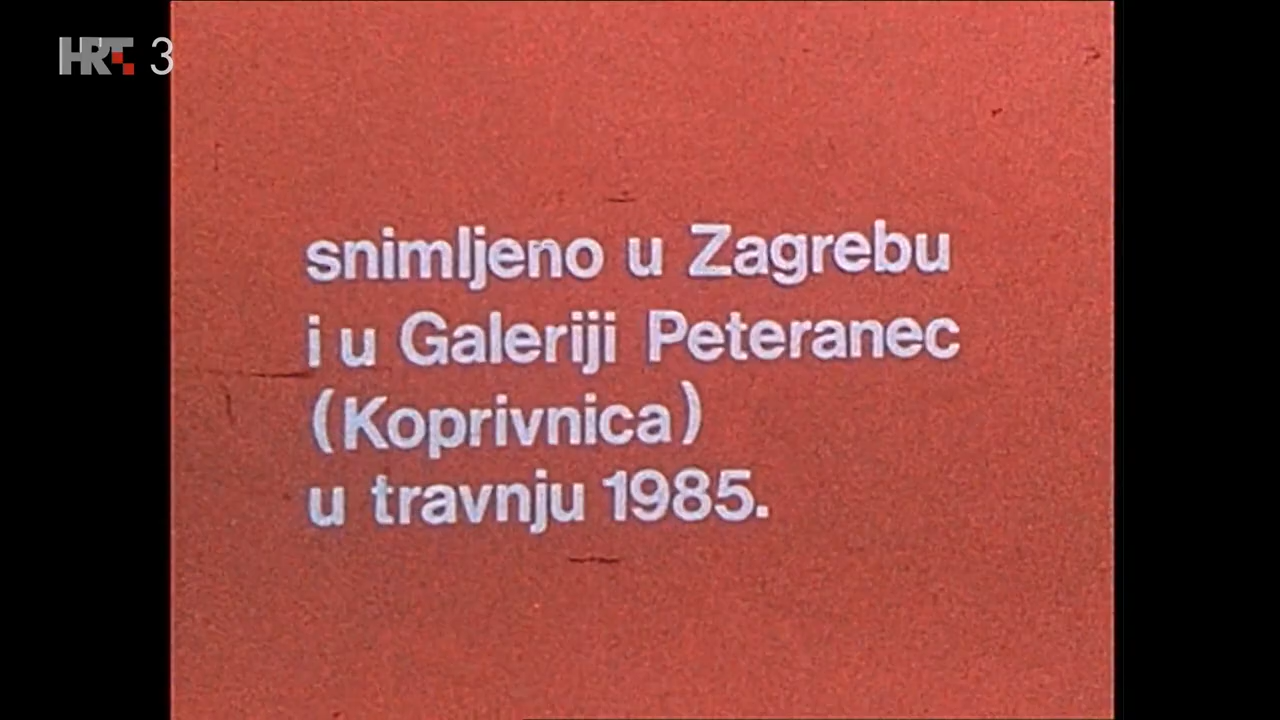 HRT 3
snimljeno u Zagrebu
i u Galeriji Peteranec
(Koprivnica)
u travnju 1985.